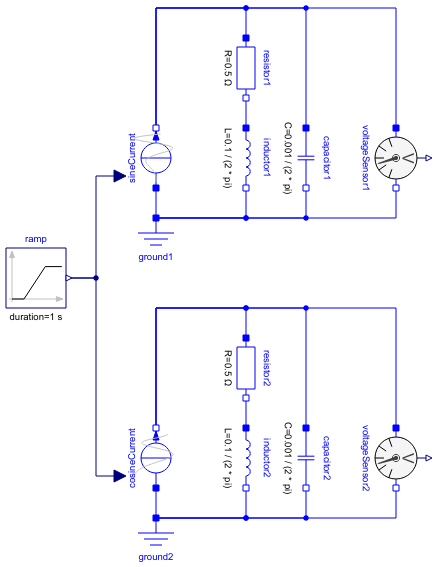 resistor1
R=0.5 Ω
sineCurrent
inductor1
L=0.1 / (2 * pi)
capacitor1
C=0.001 / (2 * pi)
voltageSensor1
ramp
duration=1 s
ground1
resistor2
R=0.5 Ω
cosineCurrent
inductor2
L=0.1 / (2 * pi)
capacitor2
C=0.001 / (2 * pi)
voltageSensor2
ground2